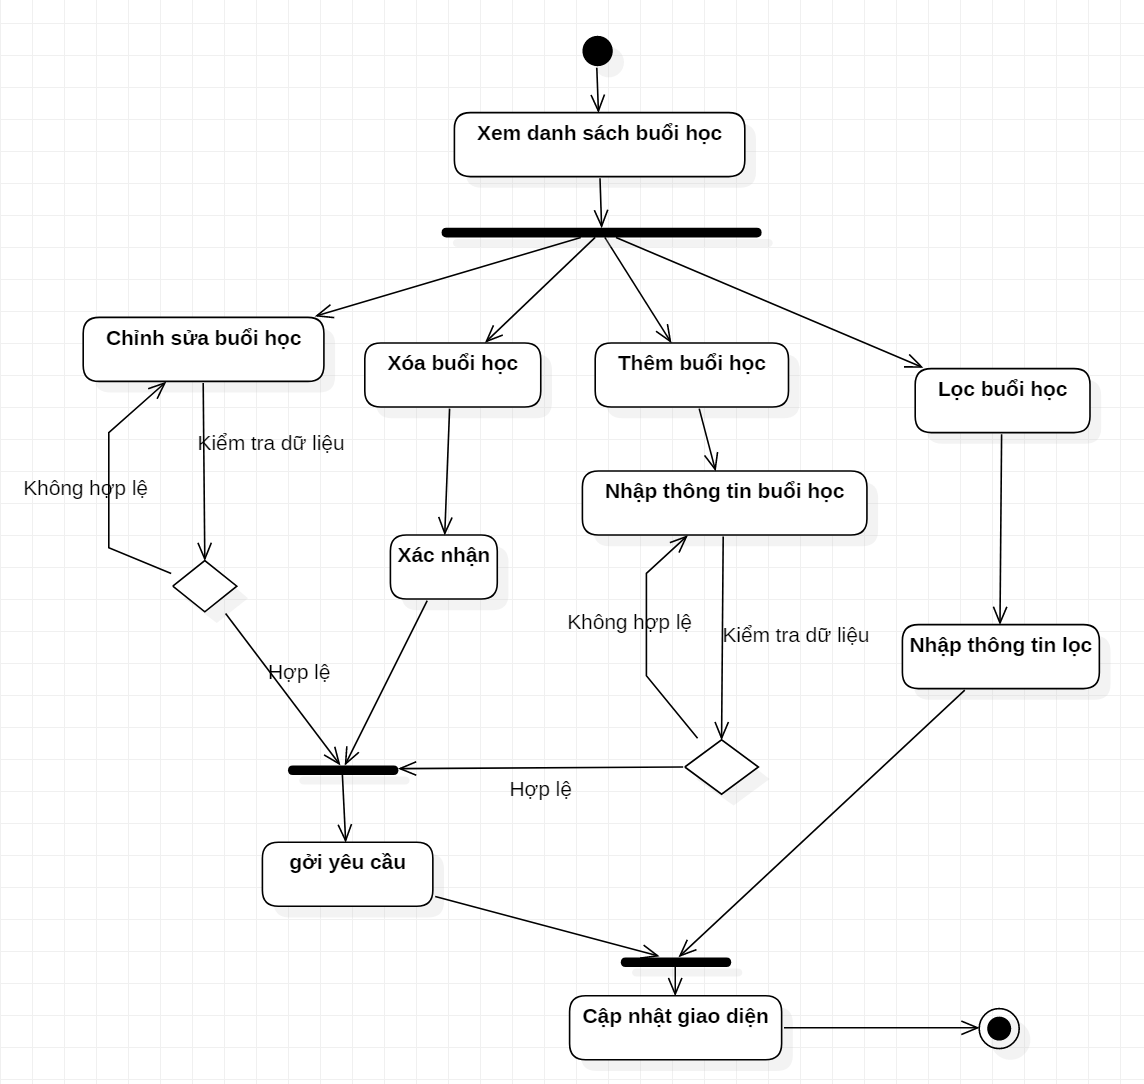 Xem danh sách buổi học
Chỉnh sửa buổi học
Xóa buổi học
Thêm buổi học
Lọc buổi học
Kiểm tra dữ liệu
Không hợp lệ
Nhập thông tin buổi học
Xác nhận
Không hợp lệ
Kiểm tra dữ liệu
Nhập thông tin lọc
Hợp lệ
Hợp lệ
gởi yêu cầu
Cập nhật giao diện